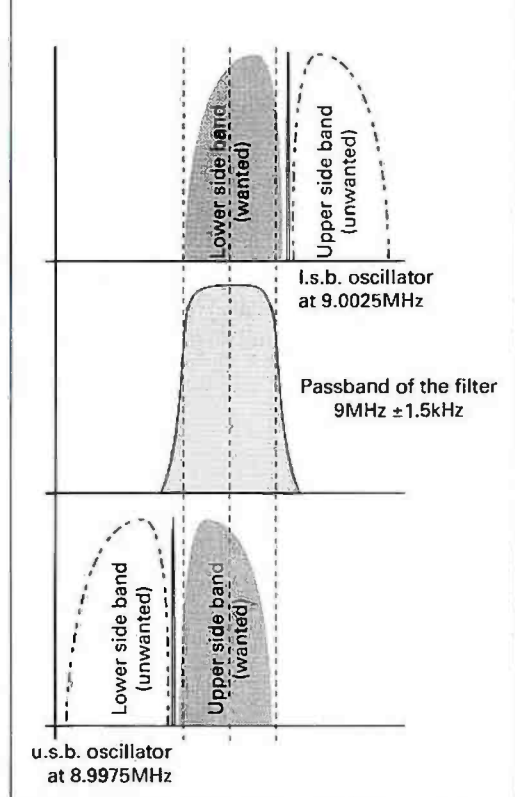 Lower side band
(wanted)
Upper side band
(unwanted)
l.s.b. oscillator
at 9.0025MHz
Passband of the filter
9MHz ±1.5kHz
Lower side band
(unwanted)
Upper side band
(wanted)
u.s.b. oscillator
at 8.9975MHz